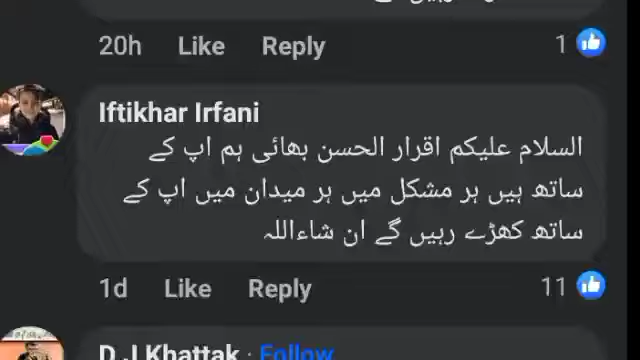 20h Like Reply 1
Iftikhar Irfani
السلام علیکم اقرار الحسن بھائی ہم اپ کے
ساتھ ہیں ہر مشکل میں ہر میدان میں اپ کے
ساتھ کھڑے رہیں گے ان شاءاللہ
1d Like Reply 11
D J Khattak · Follow